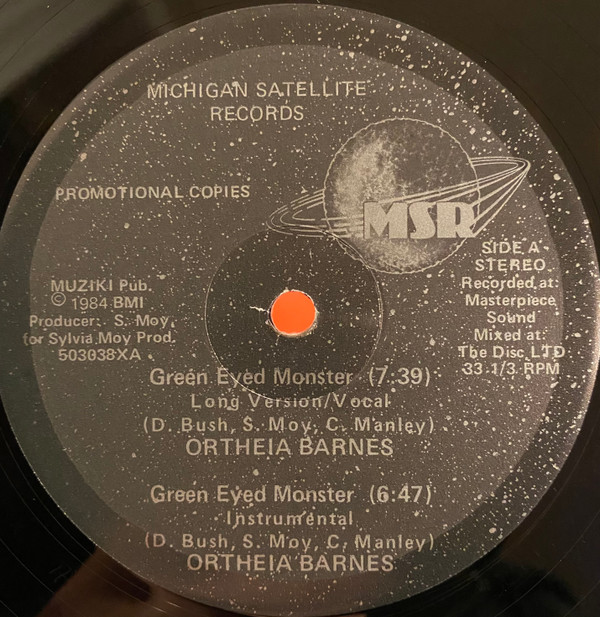 MICHIGAN SATELLITE
RECORDS
PROMOTIONAL COPIES
MSR
SIDE A
STEREO
Recorded at:
Masterpiece
Sound
Mixed at:
The Disc LTD
33 1/3 RPM
MUZIKI Pub.
© 1984 BMI
Producer: S. Moy,
for Sylvia Moy Prod.
503038XA
Green Eyed Monster (7:39)
Long Version/Vocal
(D. Bush, S. Moy, C. Manley)
ORTHEIA BARNES
Green Eyed Monster (6:47)
Instrumental
(D. Bush, S. Moy, C. Manley)
ORTHEIA BARNES